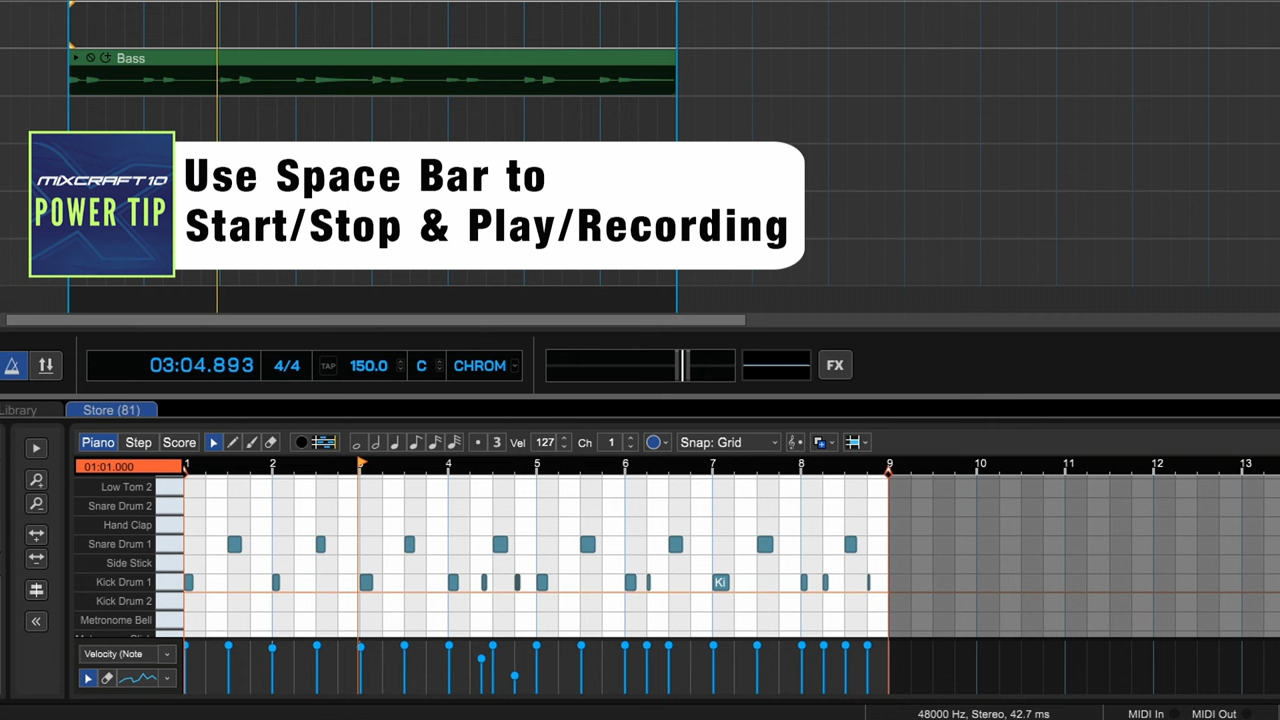 Bass
MIXCRAFT10
POWER TIP
Use Space Bar to
Start/Stop & Play/Recording
03:04.893 4/4 TAP 150.0 C CHROM FX
Library Store (81)
Piano Step Score 3 Vel 127 Ch 1 Snap: Grid
01:01.000 1 2 3 4 5 6 7 8 9 10 11 12 13
Low Tom 2
Snare Drum 2
Hand Clap
Snare Drum 1
Side Stick
Kick Drum 1 Ki
Kick Drum 2
Metronome Bell
Velocity (Note
48000 Hz, Stereo, 42.7 ms MIDI In MIDI Out